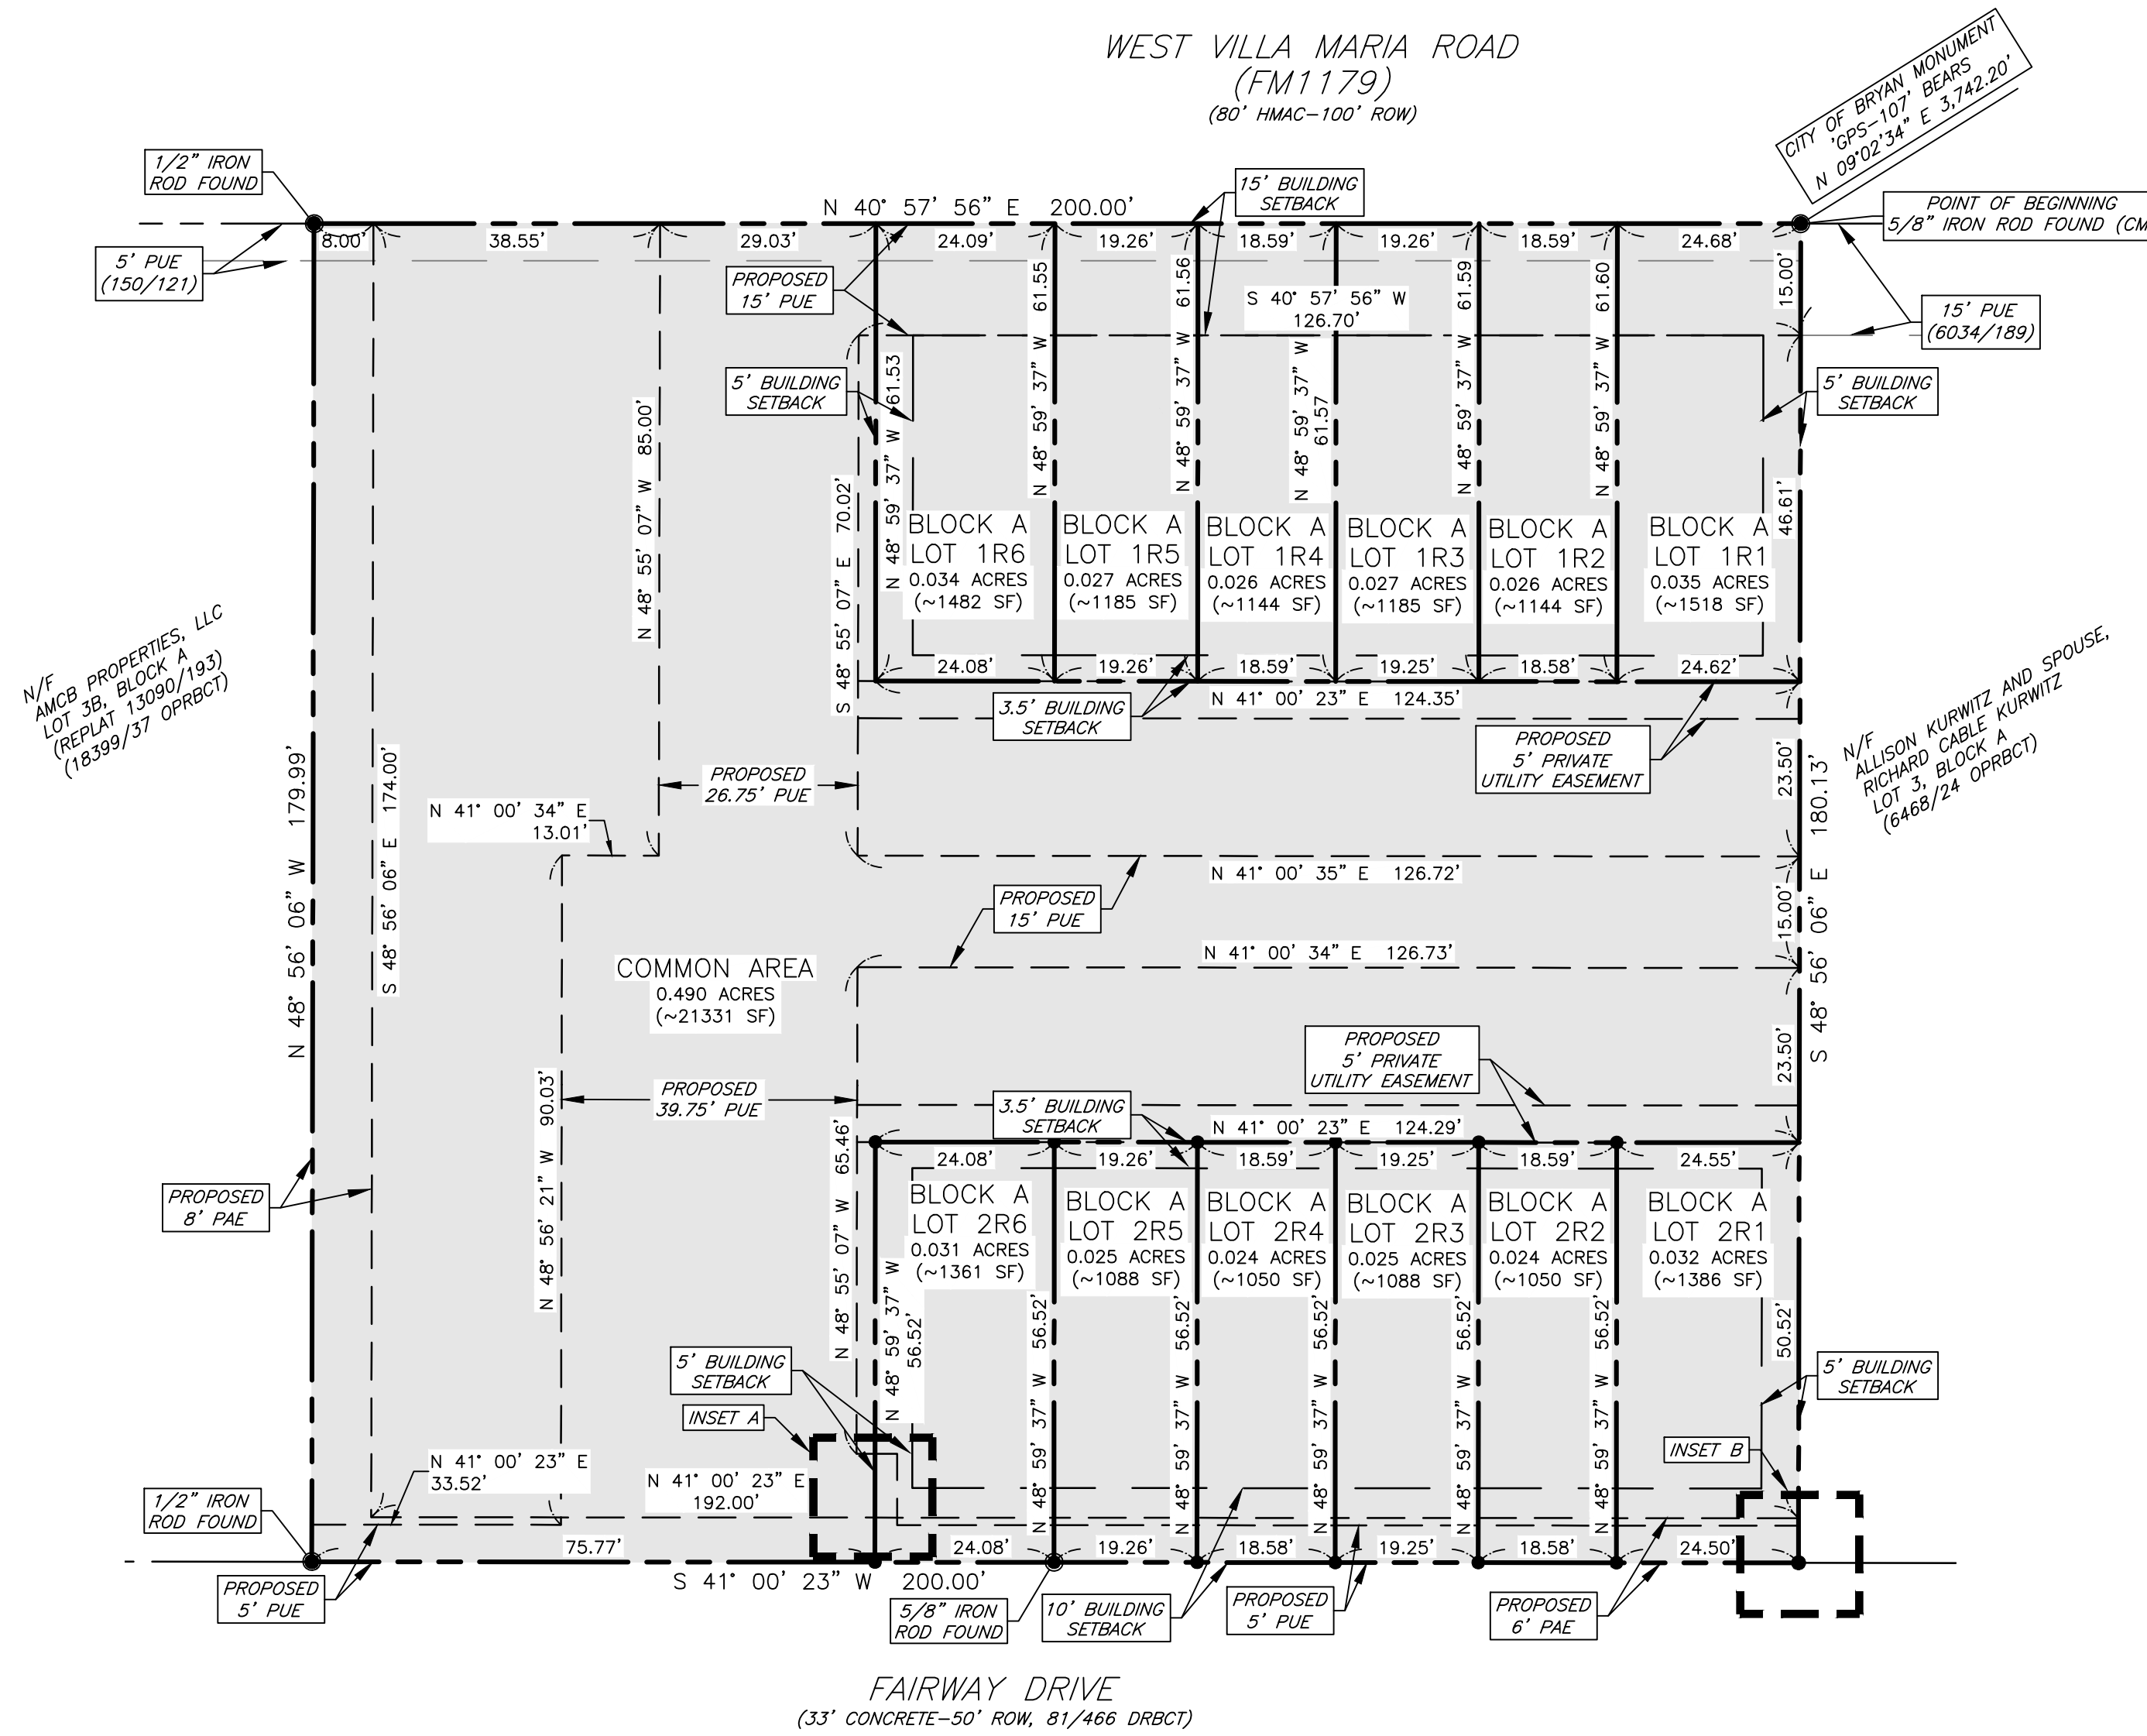 WEST VILLA MARIA ROAD
(FM1179)
(80' HMAC-100' ROW)
CITY OF BRYAN MONUMENT
'GPS-107' BEARS
N 09°02'34" E 3,742.20'
1/2" IRON
ROD FOUND
5' PUE
(150/121)
N 40° 57' 56" E 200.00'
15' BUILDING
SETBACK
POINT OF BEGINNING
5/8" IRON ROD FOUND (CM
15' PUE
(6034/189)
8.00'
38.55'
29.03'
24.09'
19.26'
18.59'
19.26'
18.59'
24.68'
15.00'
PROPOSED
15' PUE
S 40° 57' 56" W
126.70'
5' BUILDING
SETBACK
5' BUILDING
SETBACK
N 48° 55' 07" W 85.00'
S 48° 55' 07" E 70.02'
N 48° 59' 37" W 61.53
N 48° 59' 37" W 61.55
N 48° 59' 37" W 61.56
N 48° 59' 37" W
61.57
N 48° 59' 37" W 61.59
N 48° 59' 37" W 61.60
46.61'
BLOCK A
LOT 1R6
0.034 ACRES
(~1482 SF)
BLOCK A
LOT 1R5
0.027 ACRES
(~1185 SF)
BLOCK A
LOT 1R4
0.026 ACRES
(~1144 SF)
BLOCK A
LOT 1R3
0.027 ACRES
(~1185 SF)
BLOCK A
LOT 1R2
0.026 ACRES
(~1144 SF)
BLOCK A
LOT 1R1
0.035 ACRES
(~1518 SF)
24.08'
19.26'
18.59'
19.25'
18.58'
24.62'
N 41° 00' 23" E 124.35'
3.5' BUILDING
SETBACK
PROPOSED
5' PRIVATE
UTILITY EASEMENT
N/F
AMCB PROPERTIES, LLC
LOT 3B, BLOCK A
(REPLAT 13090/193)
(18399/37 OPRBCT)
N/F
ALLISON KURWITZ AND SPOUSE,
RICHARD CABLE KURWITZ
LOT 3, BLOCK A
(6468/24 OPRBCT)
N 48° 56' 06" W 179.99'
S 48° 56' 06" E 174.00'
PROPOSED
26.75' PUE
N 41° 00' 34" E
13.01'
23.50'
S 48° 56' 06" E 180.13'
N 41° 00' 35" E 126.72'
PROPOSED
15' PUE
15.00'
N 41° 00' 34" E 126.73'
COMMON AREA
0.490 ACRES
(~21331 SF)
23.50'
PROPOSED
5' PRIVATE
UTILITY EASEMENT
PROPOSED
39.75' PUE
3.5' BUILDING
SETBACK
N 41° 00' 23" E 124.29'
N 48° 56' 21" W 90.03'
N 48° 55' 07" W 65.46'
24.08'
19.26'
18.59'
19.25'
18.59'
24.55'
PROPOSED
8' PAE
BLOCK A
LOT 2R6
0.031 ACRES
(~1361 SF)
BLOCK A
LOT 2R5
0.025 ACRES
(~1088 SF)
BLOCK A
LOT 2R4
0.024 ACRES
(~1050 SF)
BLOCK A
LOT 2R3
0.025 ACRES
(~1088 SF)
BLOCK A
LOT 2R2
0.024 ACRES
(~1050 SF)
BLOCK A
LOT 2R1
0.032 ACRES
(~1386 SF)
N 48° 59' 37" W
56.52'
N 48° 59' 37" W 56.52'
N 48° 59' 37" W 56.52'
N 48° 59' 37" W 56.52'
N 48° 59' 37" W 56.52'
N 48° 59' 37" W 56.52'
50.52'
5' BUILDING
SETBACK
5' BUILDING
SETBACK
INSET A
INSET B
N 41° 00' 23" E
33.52'
N 41° 00' 23" E
192.00'
1/2" IRON
ROD FOUND
75.77'
24.08'
19.26'
18.58'
19.25'
18.58'
24.50'
S 41° 00' 23" W 200.00'
PROPOSED
5' PUE
5/8" IRON
ROD FOUND
10' BUILDING
SETBACK
PROPOSED
5' PUE
PROPOSED
6' PAE
FAIRWAY DRIVE
(33' CONCRETE-50' ROW, 81/466 DRBCT)